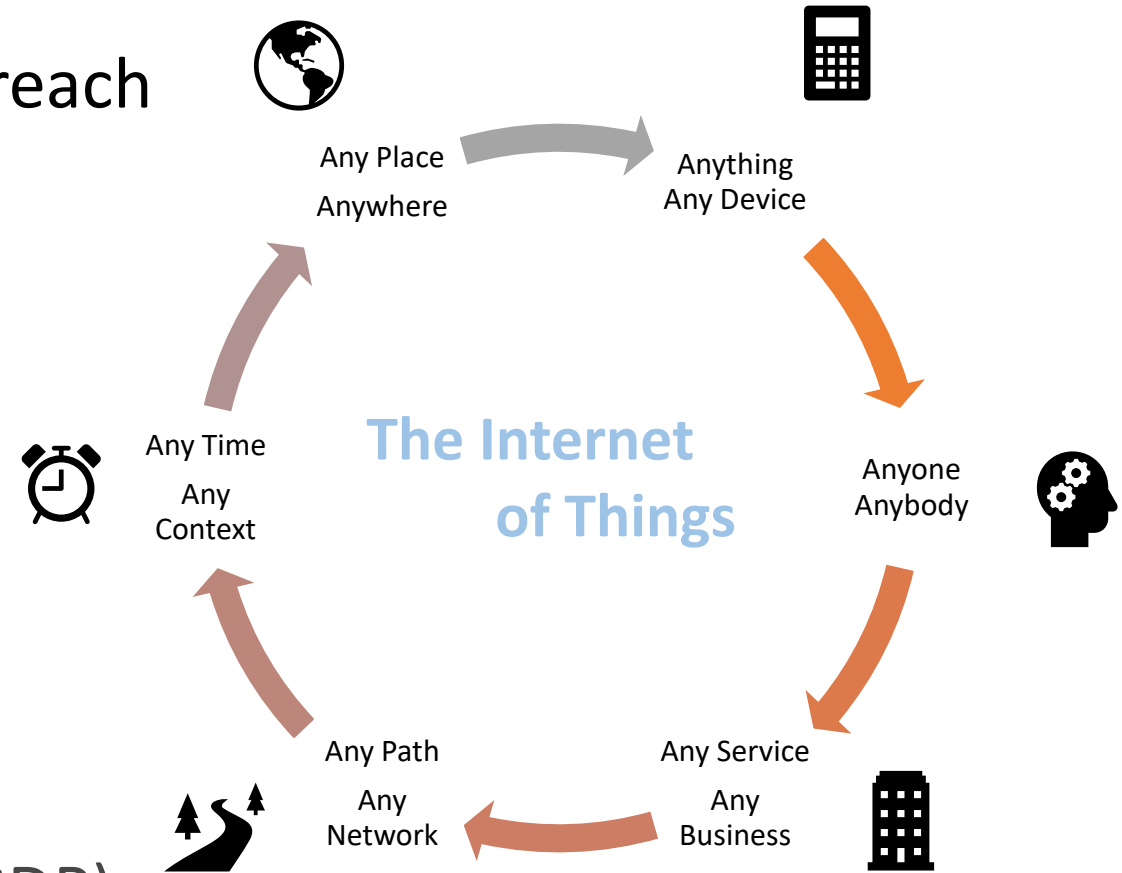 reach
Any Place
Anywhere
Anything
Any Device
Anyone
Anybody
Any Service
Any
Business
Any Path
Any
Network
Any Time
Any
Context
The Internet
of Things